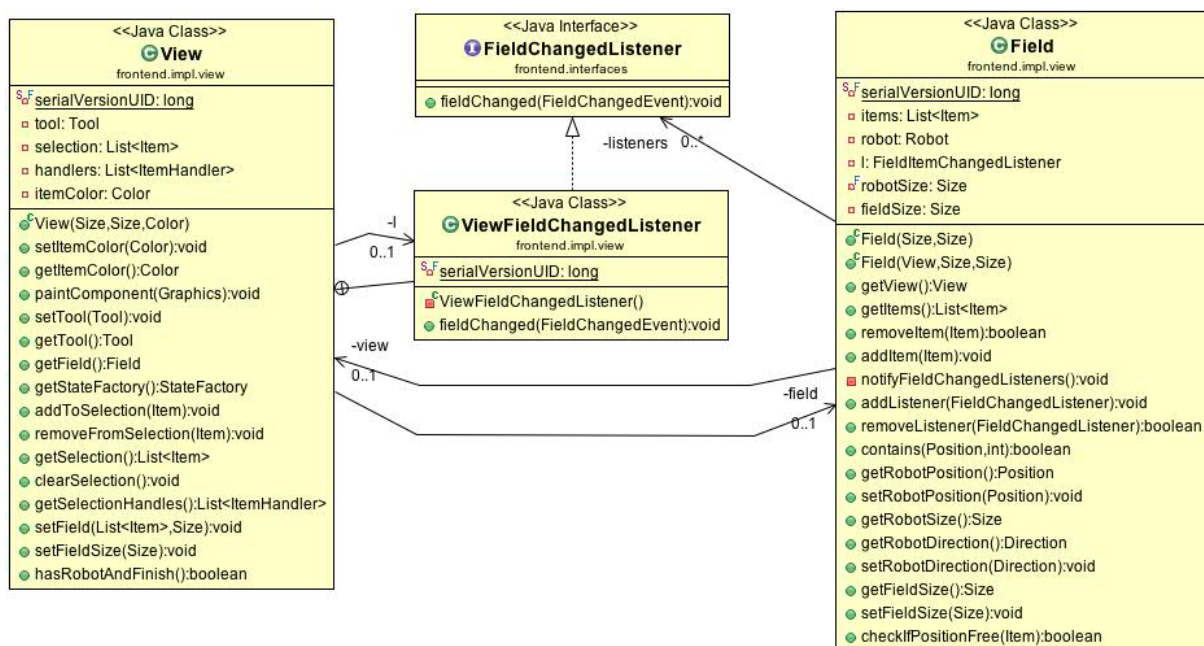 <<Java Class>>
View
frontend.impl.view
serialVersionUID: long
tool: Tool
selection: List<Item>
handlers: List<ItemHandler>
itemColor: Color
View(Size,Size,Color)
setItemColor(Color):void
getItemColor():Color
paintComponent(Graphics):void
setTool(Tool):void
getTool():Tool
getField():Field
getStateFactory():StateFactory
addToSelection(Item):void
removeFromSelection(Item):void
getSelection():List<Item>
clearSelection():void
getSelectionHandles():List<ItemHandler>
setField(List<Item>,Size):void
setFieldSize(Size):void
hasRobotAndFinish():boolean
<<Java Interface>>
FieldChangedListener
frontend.interfaces
fieldChanged(FieldChangedEvent):void
-listeners 0..*
<<Java Class>>
ViewFieldChangedListener
frontend.impl.view
serialVersionUID: long
ViewFieldChangedListener()
fieldChanged(FieldChangedEvent):void
-l
0..1
-view
0..1
-field
0..1
<<Java Class>>
Field
frontend.impl.view
serialVersionUID: long
items: List<Item>
robot: Robot
l: FieldItemChangedListener
robotSize: Size
fieldSize: Size
Field(Size,Size)
Field(View,Size,Size)
getView():View
getItems():List<Item>
removeItem(Item):boolean
addItem(Item):void
notifyFieldChangedListeners():void
addListener(FieldChangedListener):void
removeListener(FieldChangedListener):boolean
contains(Position,int):boolean
getRobotPosition():Position
setRobotPosition(Position):void
getRobotSize():Size
getRobotDirection():Direction
setRobotDirection(Direction):void
getFieldSize():Size
setFieldSize(Size):void
checkIfPositionFree(Item):boolean